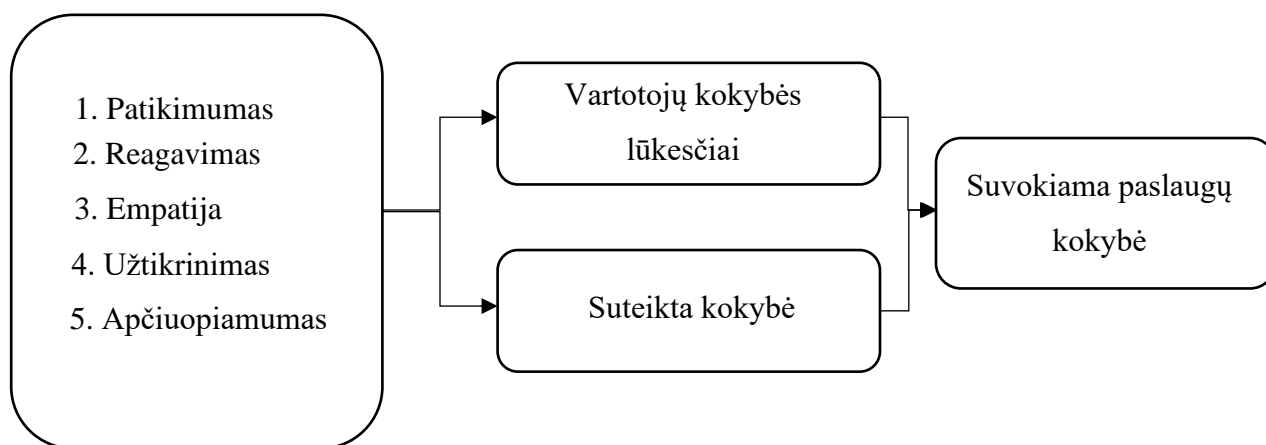 1. Patikimumas
2. Reagavimas
3. Empatija
4. Užtikrinimas
5. Apčiuopiamumas
Vartotojų kokybės
lūkesčiai
Suteikta kokybė
Suvokiama paslaugų
kokybė